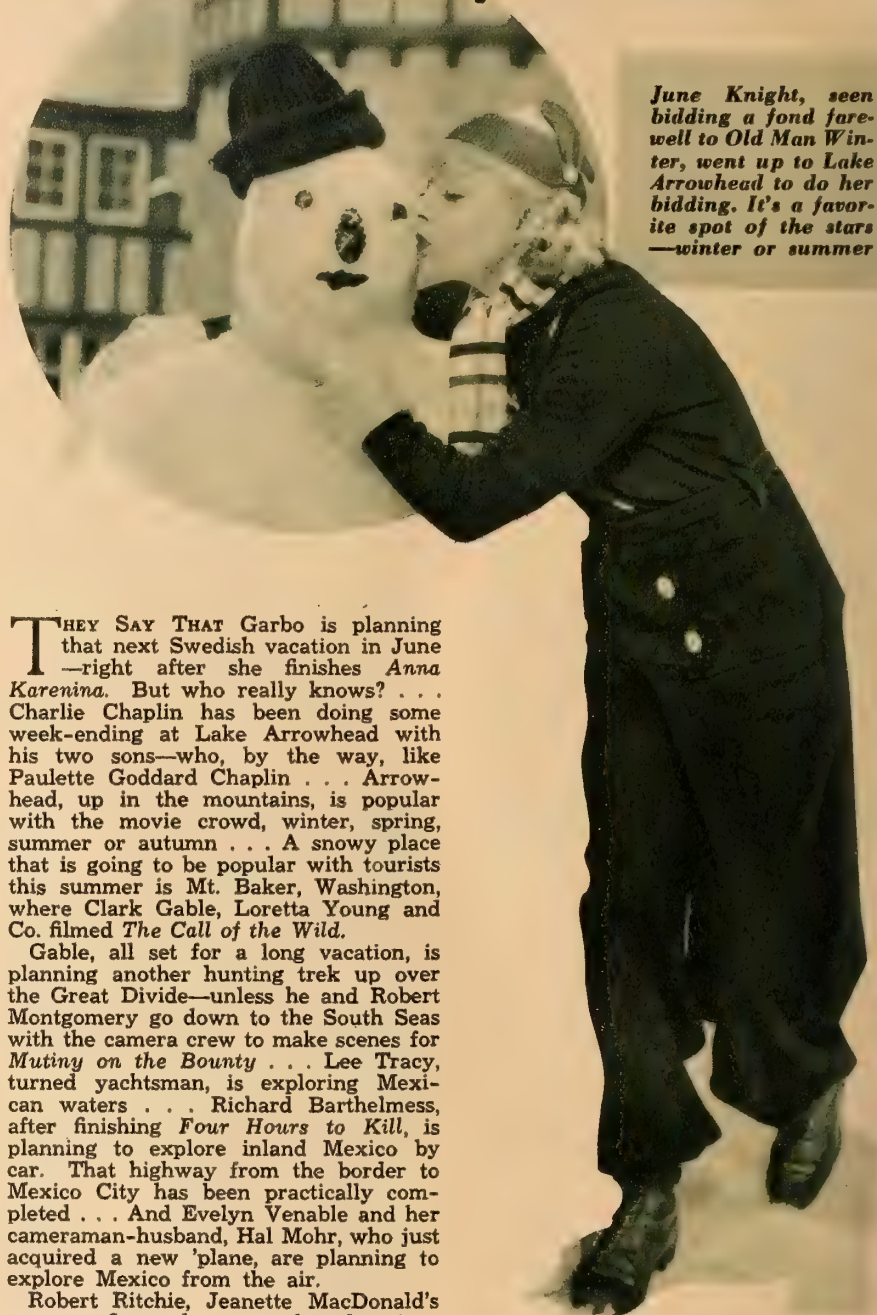 June Knight, seen
bidding a fond fare-
well to Old Man Win-
ter, went up to Lake
Arrowhead to do her
bidding. It's a favor-
ite spot of the stars
—winter or summer
THEY SAY THAT Garbo is planning
that next Swedish vacation in June
—right after she finishes Anna
Karenina. But who really knows? . . .
Charlie Chaplin has been doing some
week-ending at Lake Arrowhead with
his two sons—who, by the way, like
Paulette Goddard Chaplin . . . Arrow-
head, up in the mountains, is popular
with the movie crowd, winter, spring,
summer or autumn . . . A snowy place
that is going to be popular with tourists
this summer is Mt. Baker, Washington,
where Clark Gable, Loretta Young and
Co. filmed The Call of the Wild.
Gable, all set for a long vacation, is
planning another hunting trek up over
the Great Divide—unless he and Robert
Montgomery go down to the South Seas
with the camera crew to make scenes for
Mutiny on the Bounty . . . Lee Tracy,
turned yachtsman, is exploring Mexi-
can waters . . . Richard Barthelmess,
after finishing Four Hours to Kill, is
planning to explore inland Mexico by
car. That highway from the border to
Mexico City has been practically com-
pleted . . . And Evelyn Venable and her
cameraman-husband, Hal Mohr, who just
acquired a new 'plane, are planning to
explore Mexico from the air.
Robert Ritchie, Jeanette MacDonald's